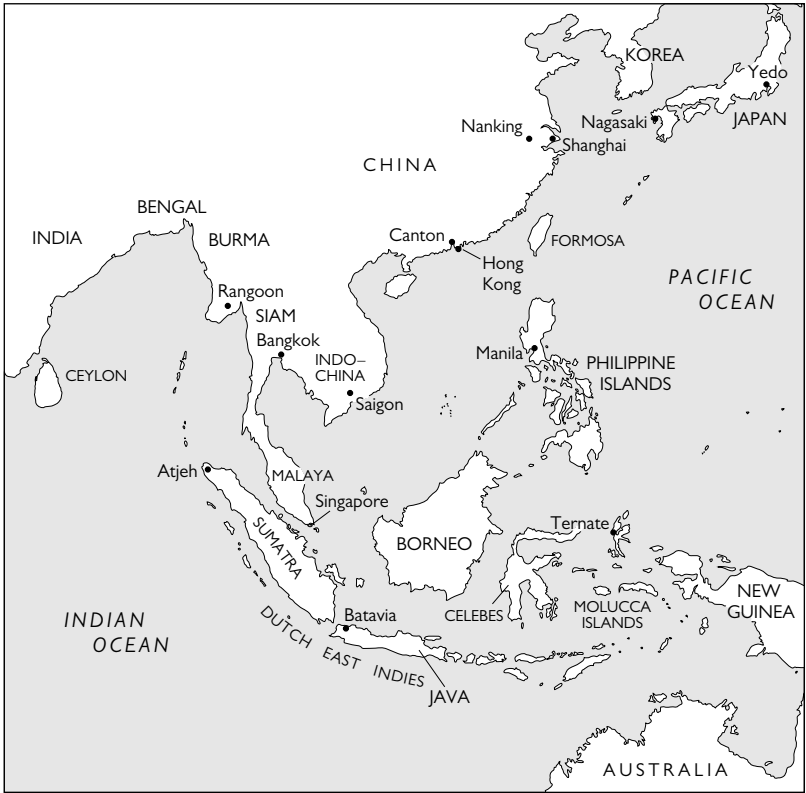 KOREA
Yedo
Nagasaki
JAPAN
Nanking
Shanghai
CHINA
BENGAL
INDIA
BURMA
Canton
FORMOSA
Hong
Kong
PACIFIC
OCEAN
Rangoon
SIAM
Bangkok
INDO–
CHINA
Manila
PHILIPPINE
ISLANDS
CEYLON
Saigon
Atjeh
MALAYA
Singapore
SUMATRA
BORNEO
Ternate
CELEBES
MOLUCCA
ISLANDS
NEW
GUINEA
INDIAN
OCEAN
Batavia
DUTCH EAST INDIES
JAVA
AUSTRALIA